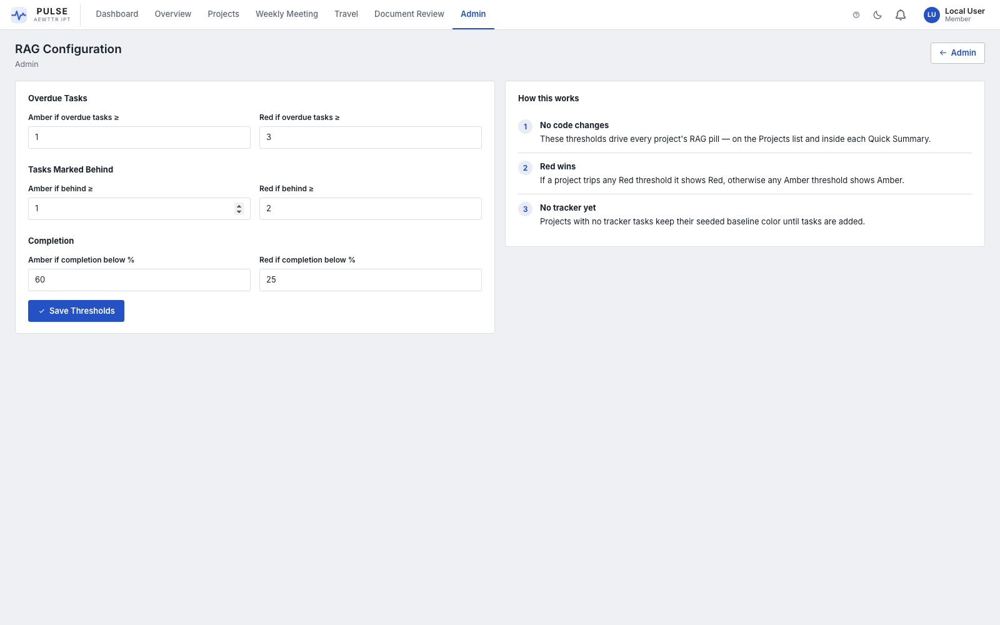 PULSE
AEWTTR IPT
Dashboard
Overview
Projects
Weekly Meeting
Travel
Document Review
Admin
LU
Local User
Member
RAG Configuration
Admin
← Admin
Overdue Tasks
Amber if overdue tasks ≥
Red if overdue tasks ≥
1
3
Tasks Marked Behind
Amber if behind ≥
Red if behind ≥
1
2
Completion
Amber if completion below %
Red if completion below %
60
25
Save Thresholds
How this works
1
No code changes
These thresholds drive every project's RAG pill — on the Projects list and inside each Quick Summary.
2
Red wins
If a project trips any Red threshold it shows Red, otherwise any Amber threshold shows Amber.
3
No tracker yet
Projects with no tracker tasks keep their seeded baseline color until tasks are added.